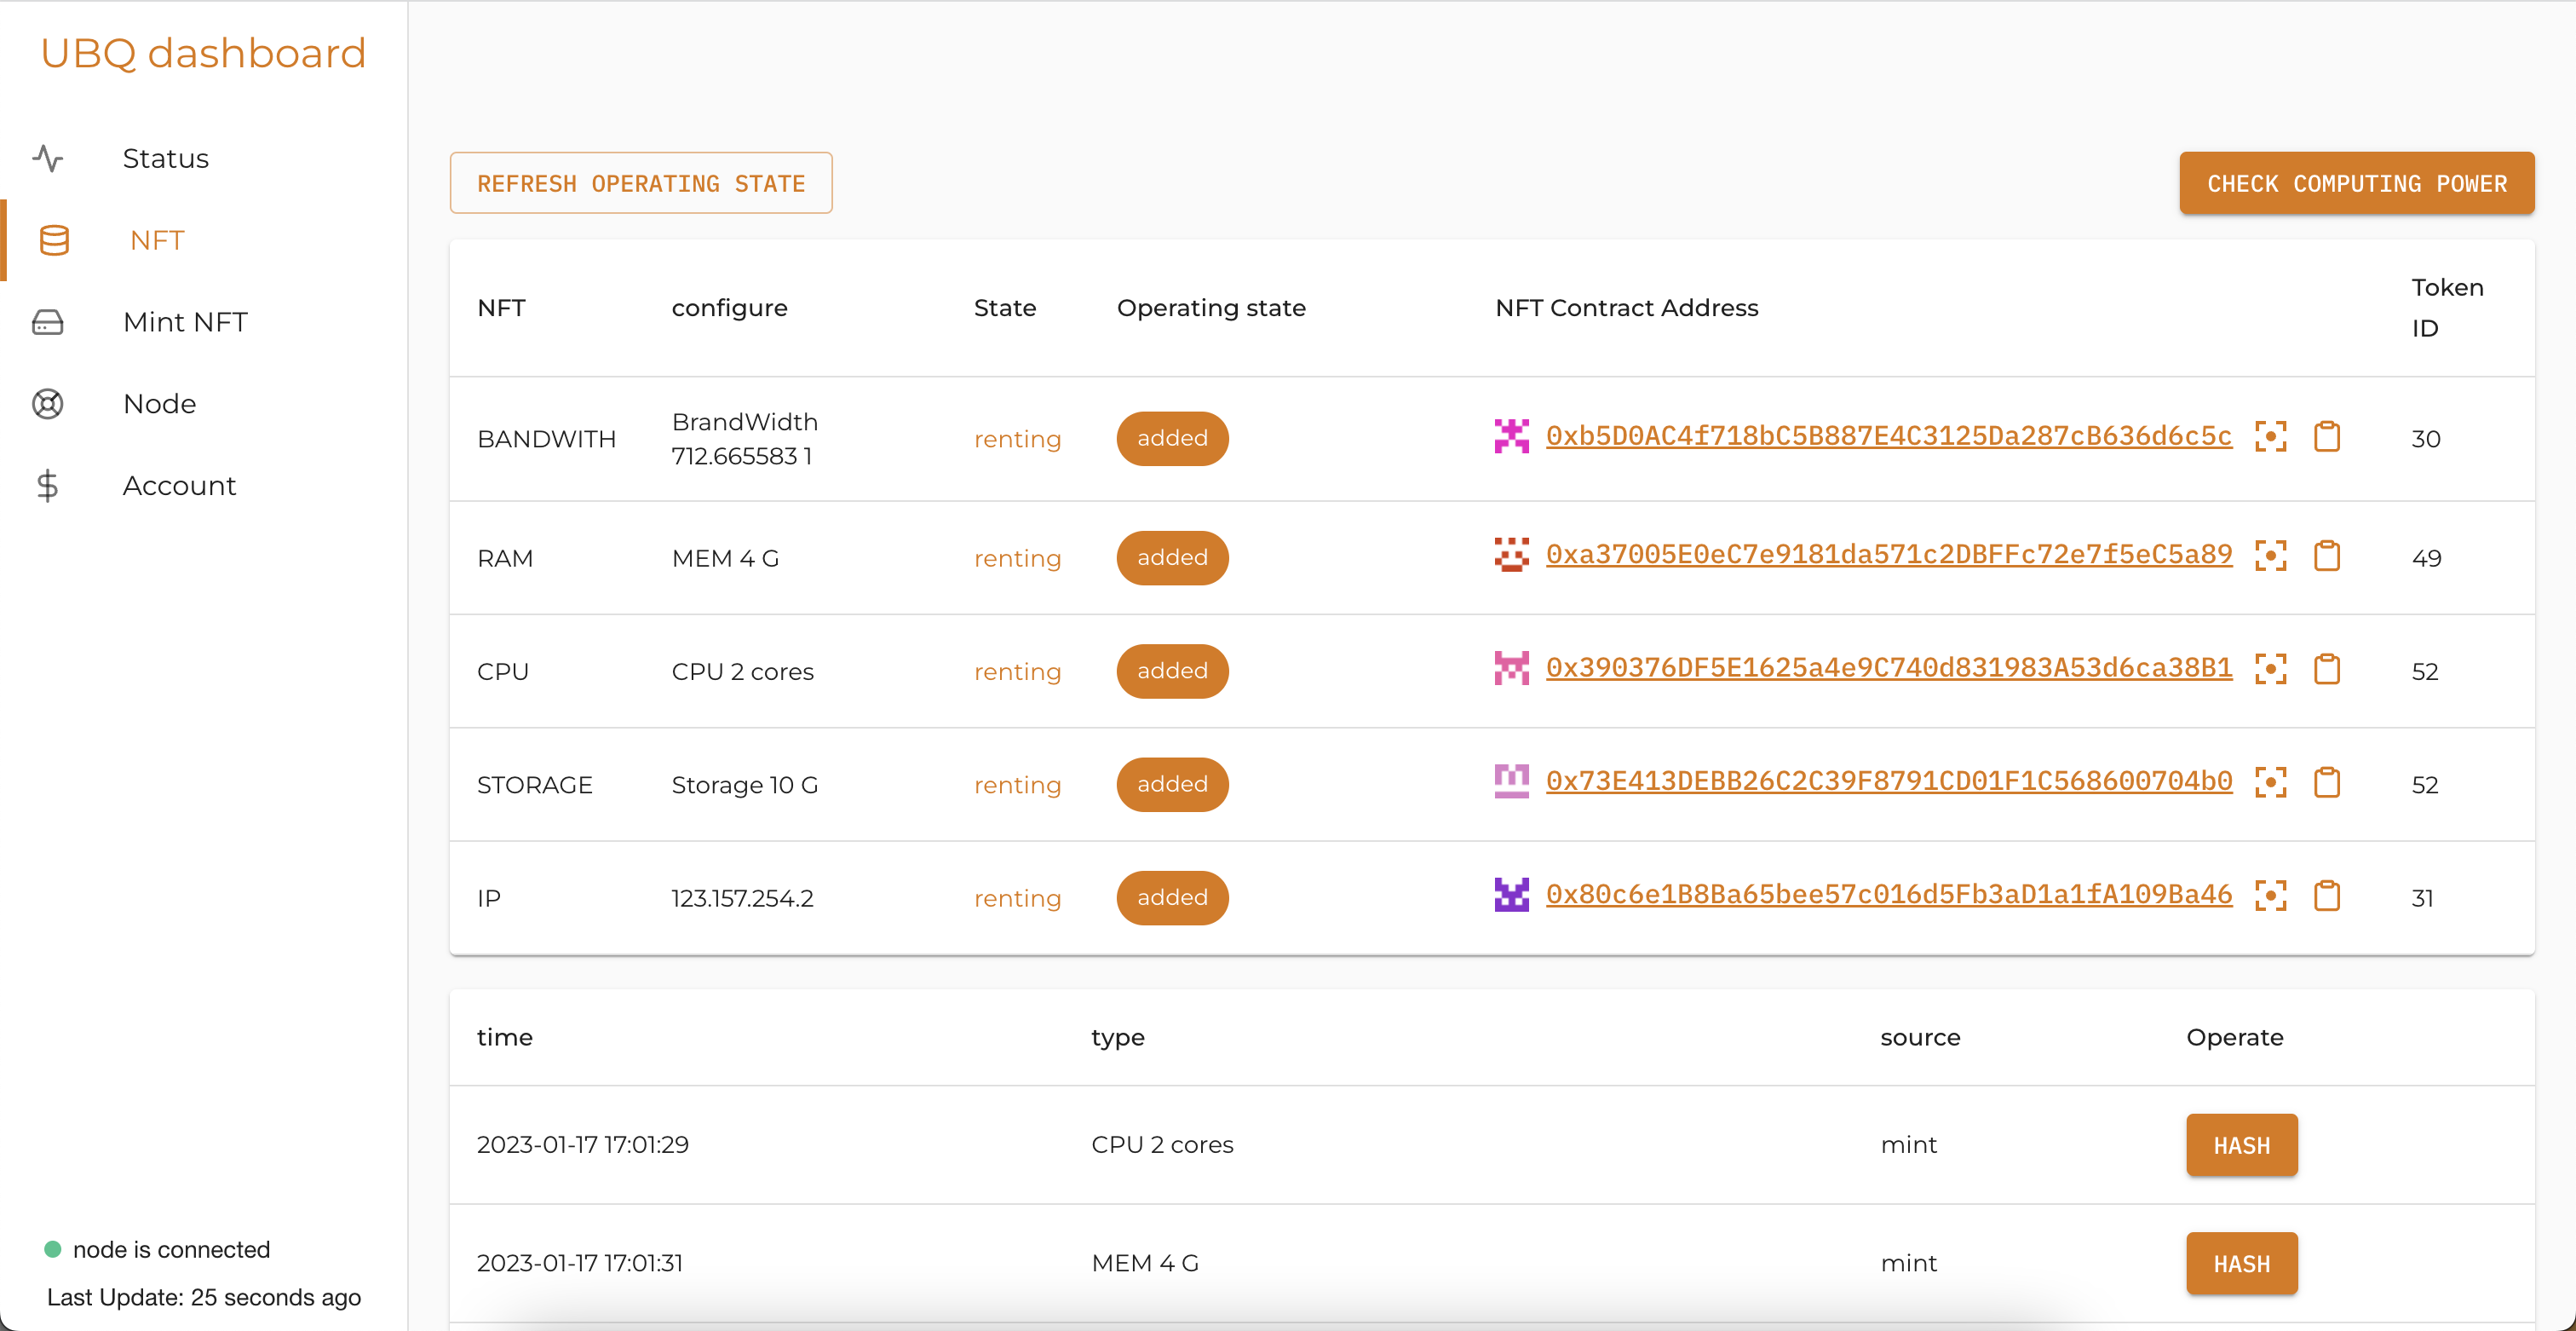 UBQ dashboard
Status
NFT
Mint NFT
Node
Account
node is connected
Last Update: 25 seconds ago
REFRESH OPERATING STATE
CHECK COMPUTING POWER
NFT configure State Operating state NFT Contract Address Token ID
BANDWITH BrandWidth 712.665583 1 renting added 0xb5D0AC4f718bC5B887E4C3125Da287cB636d6c5c 30
RAM MEM 4 G renting added 0xa37005E0eC7e9181da571c2DBFFc72e7f5eC5a89 49
CPU CPU 2 cores renting added 0x390376DF5E1625a4e9C740d831983A53d6ca38B1 52
STORAGE Storage 10 G renting added 0x73E413DEBB26C2C39F8791CD01F1C568600704b0 52
IP 123.157.254.2 renting added 0x80c6e1B8Ba65bee57c016d5Fb3aD1a1fA109Ba46 31
time type source Operate
2023-01-17 17:01:29 CPU 2 cores mint HASH
2023-01-17 17:01:31 MEM 4 G mint HASH